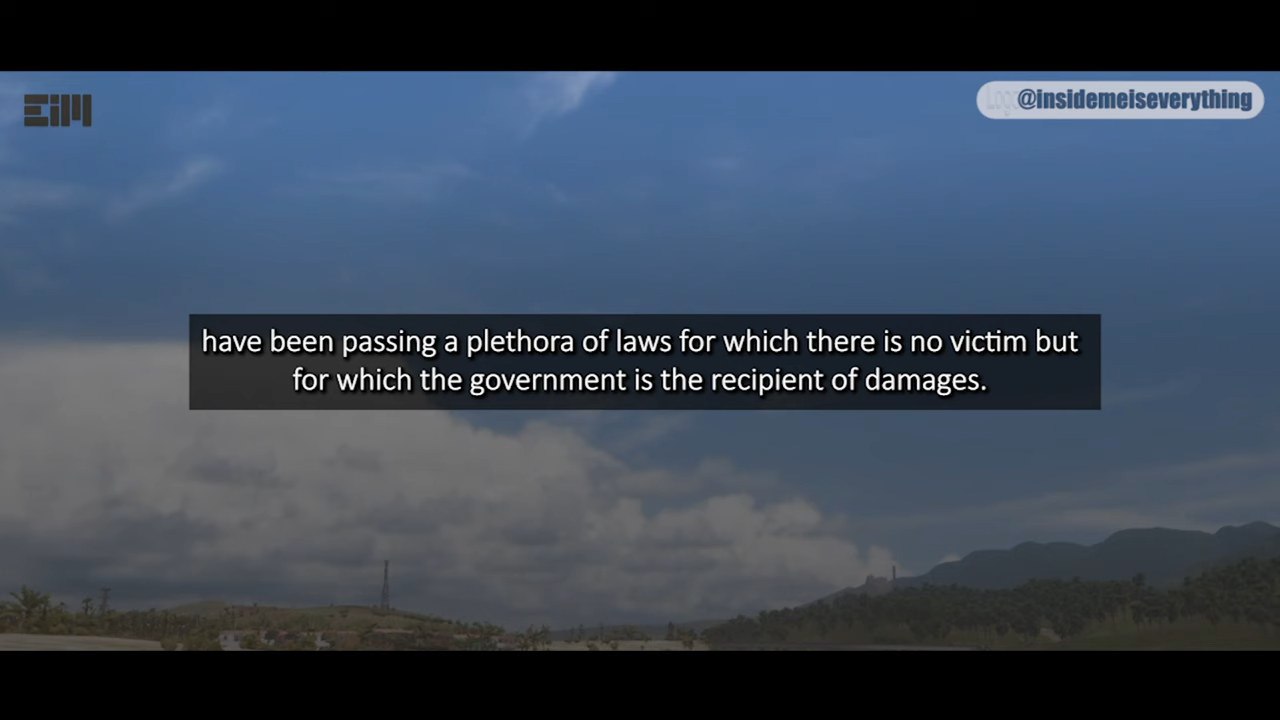 EiM
@insidemeiseverything
have been passing a plethora of laws for which there is no victim but
for which the government is the recipient of damages.